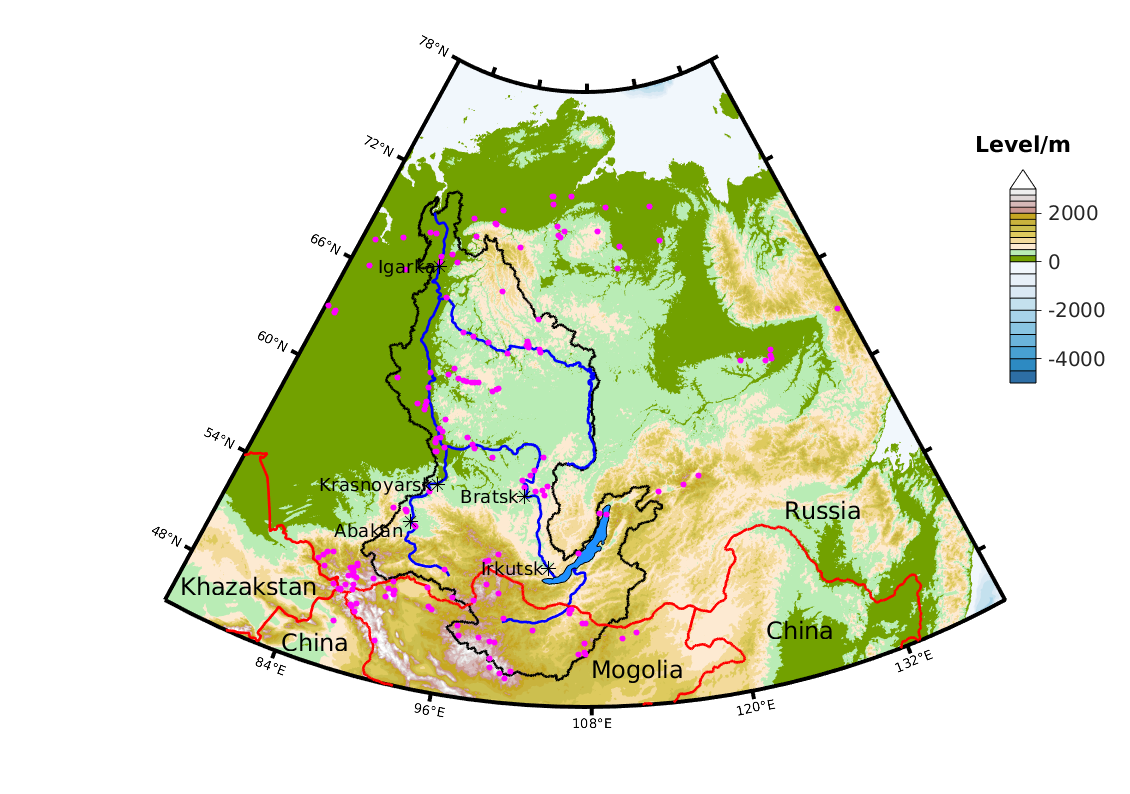 78°N
72°N
Level/m
2000
66°N
Igarka
0
-2000
60°N
-4000
54°N
Krasnoyarsk
Bratsk
Russia
48°N
Abakan
Irkutsk
Khazakstan
China
China
Mogolia
84°E
132°E
96°E
120°E
108°E